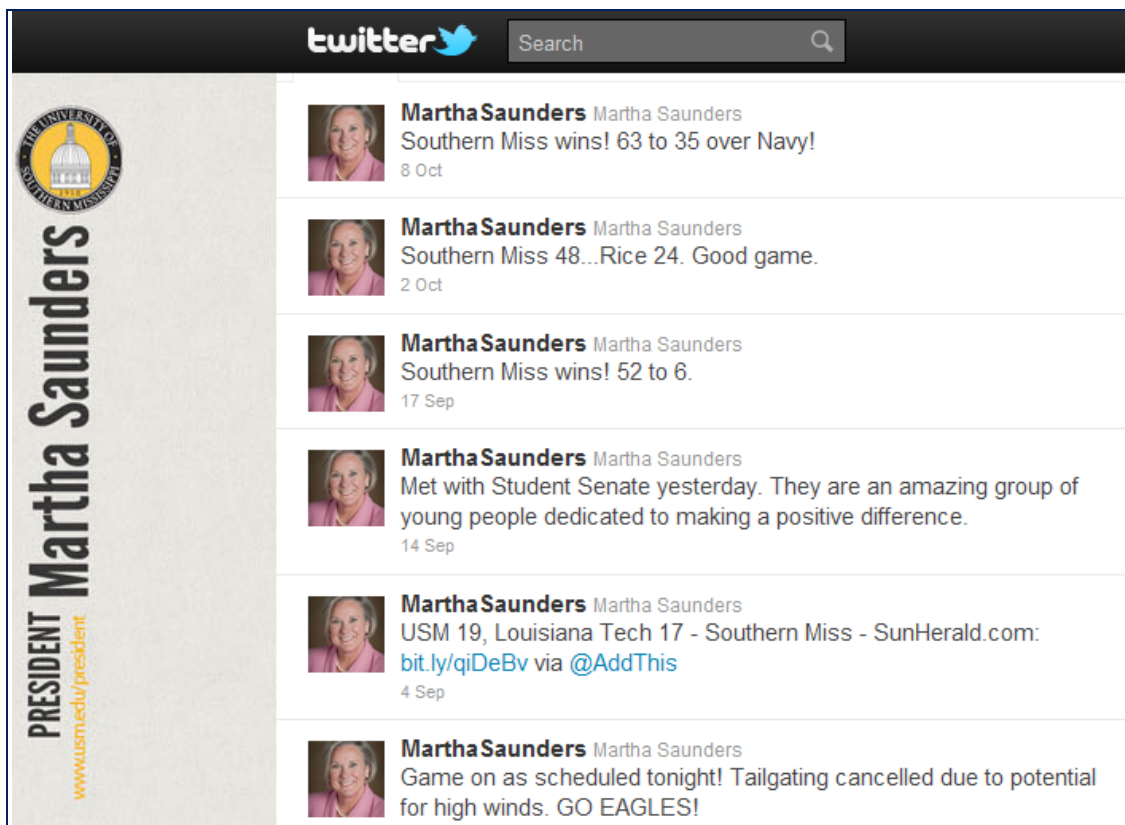 twitter
Search
THE UNIVERSITY OF
SOUTHERN MISSISSIPPI
1910
PRESIDENT Martha Saunders
www.usm.edu/president
MarthaSaunders Martha Saunders
Southern Miss wins! 63 to 35 over Navy!
8 Oct
MarthaSaunders Martha Saunders
Southern Miss 48...Rice 24. Good game.
2 Oct
MarthaSaunders Martha Saunders
Southern Miss wins! 52 to 6.
17 Sep
MarthaSaunders Martha Saunders
Met with Student Senate yesterday. They are an amazing group of
young people dedicated to making a positive difference.
14 Sep
MarthaSaunders Martha Saunders
USM 19, Louisiana Tech 17 - Southern Miss - SunHerald.com:
bit.ly/qiDeBv via @AddThis
4 Sep
MarthaSaunders Martha Saunders
Game on as scheduled tonight! Tailgating cancelled due to potential
for high winds. GO EAGLES!